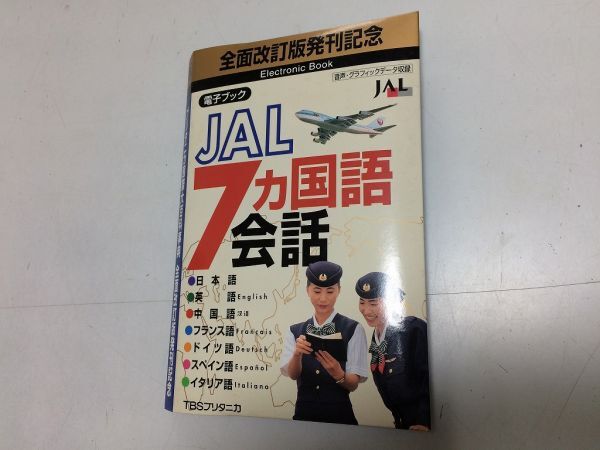 全面改訂版発刊記念
Electronic Book
音声・グラフィックデータ収録
JAL
電子ブック
JAL
7ヵ国語
会話
日本語
英語 English
中国語 汉语
フランス語 Français
ドイツ語 Deutsch
スペイン語 Español
イタリア語 Italiano
TBSブリタニカ